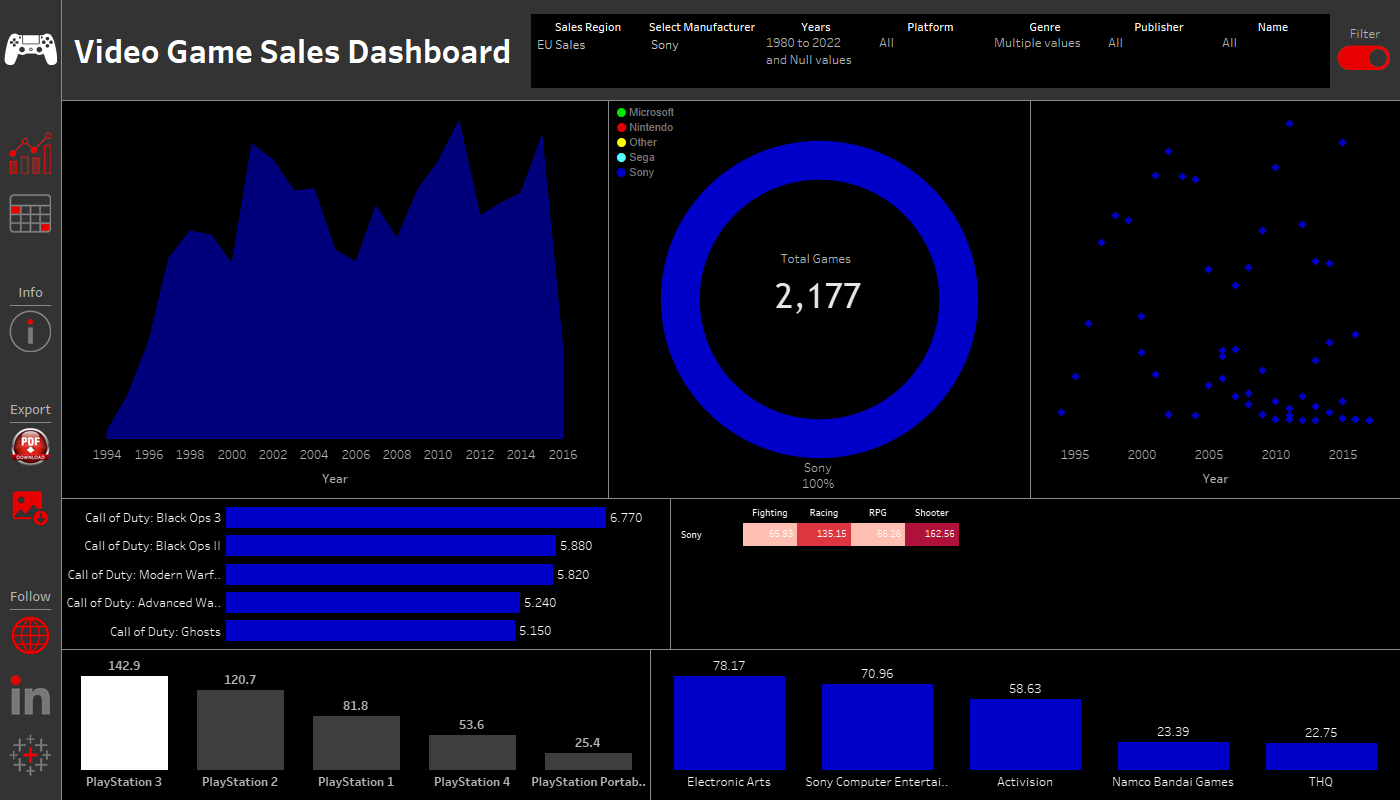 Video Game Sales Dashboard
Sales Region
EU Sales
Select Manufacturer
Sony
Years
1980 to 2022
and Null values
Platform
All
Genre
Multiple values
Publisher
All
Name
All
Filter
Info
Export
PDF
DOWNLOAD
Follow
in
1994 1996 1998 2000 2002 2004 2006 2008 2010 2012 2014 2016
Year
Microsoft
Nintendo
Other
Sega
Sony
Total Games
2,177
Sony
100%
1995 2000 2005 2010 2015
Year
Call of Duty: Black Ops 3 6.770
Call of Duty: Black Ops II 5.880
Call of Duty: Modern Warf.. 5.820
Call of Duty: Advanced Wa.. 5.240
Call of Duty: Ghosts 5.150
Fighting Racing RPG Shooter
Sony 65.93 135.15 66.28 162.56
142.9 120.7 81.8 53.6 25.4
PlayStation 3 PlayStation 2 PlayStation 1 PlayStation 4 PlayStation Portab..
78.17 70.96 58.63 23.39 22.75
Electronic Arts Sony Computer Entertai.. Activision Namco Bandai Games THQ